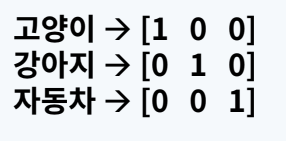 고양이 → [1 0 0]
강아지 → [0 1 0]
자동차 → [0 0 1]